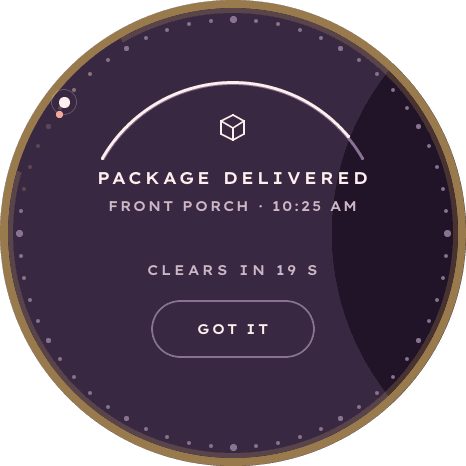 PACKAGE DELIVERED
FRONT PORCH · 10:25 AM
CLEARS IN 19 S
GOT IT